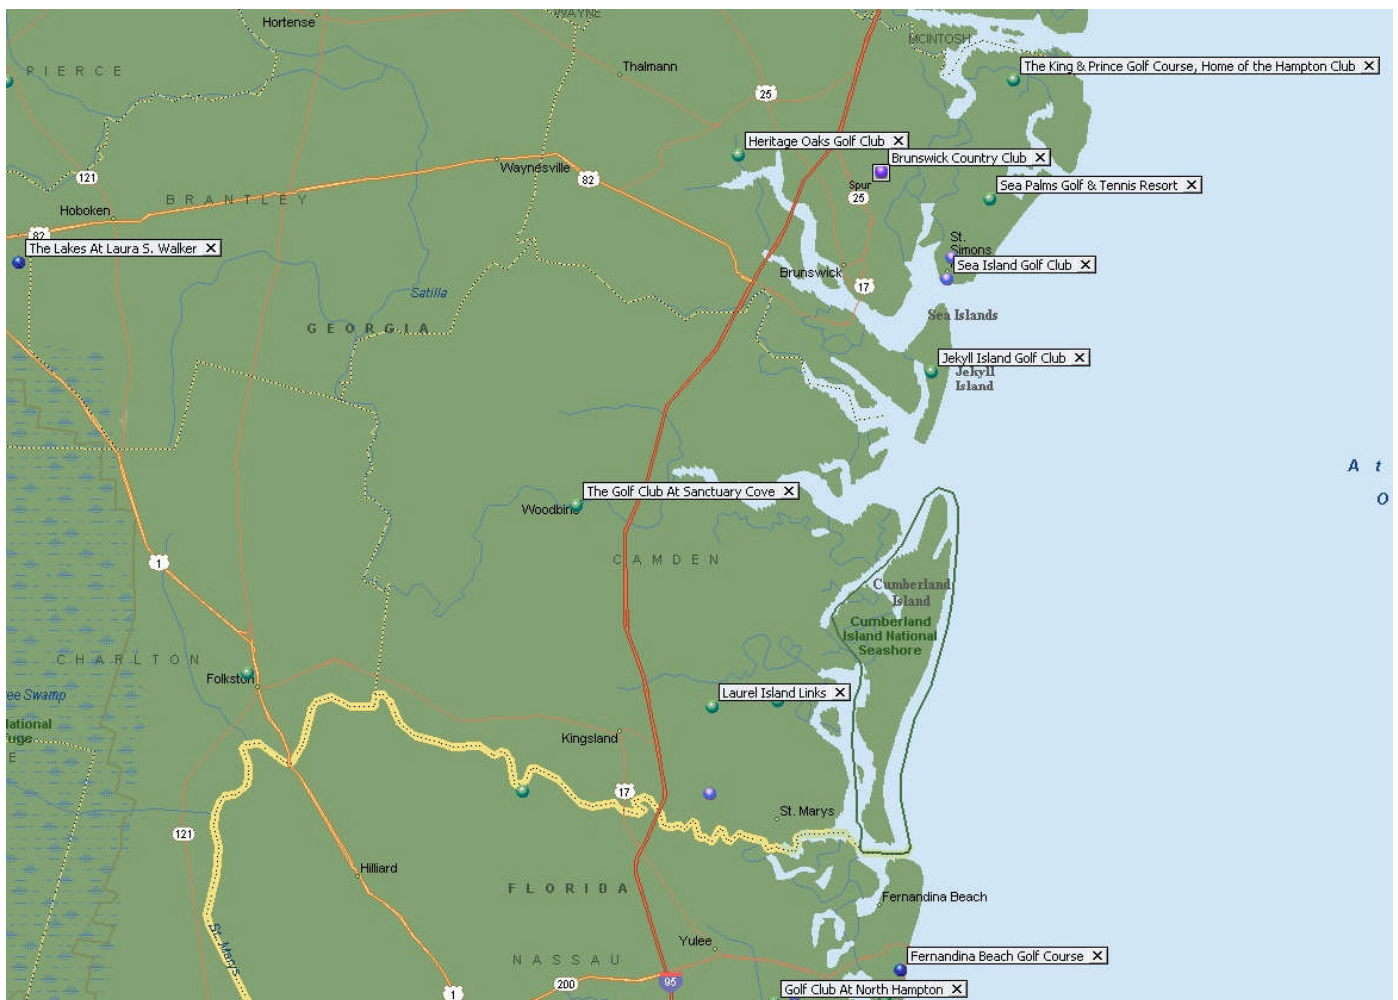 WAYNE
Hortense
MCINTOSH
Thalmann
PIERCE
The King & Prince Golf Course, Home of the Hampton Club X
25
Heritage Oaks Golf Club X
Brunswick Country Club X
Waynesville
82
121
Spur
25
Sea Palms Golf & Tennis Resort X
BRANTLEY
Hoboken
82
The Lakes At Laura S. Walker X
St.
Simons
Sea Island Golf Club X
Brunswick
17
Satilla
Sea Islands
GEORGIA
Jekyll Island Golf Club X
Jekyll
Island
A t
O
The Golf Club At Sanctuary Cove X
Woodbine
CAMDEN
1
Cumberland
Island
Cumberland
Island National
Seashore
CHARLTON
Folkston
ee Swamp
Laurel Island Links X
National
fuge
E
Kingsland
17
St. Marys
121
Hilliard
FLORIDA
Fernandina Beach
St. Marys
Yulee
Fernandina Beach Golf Course X
NASSAU
200
95
1
Golf Club At North Hampton X